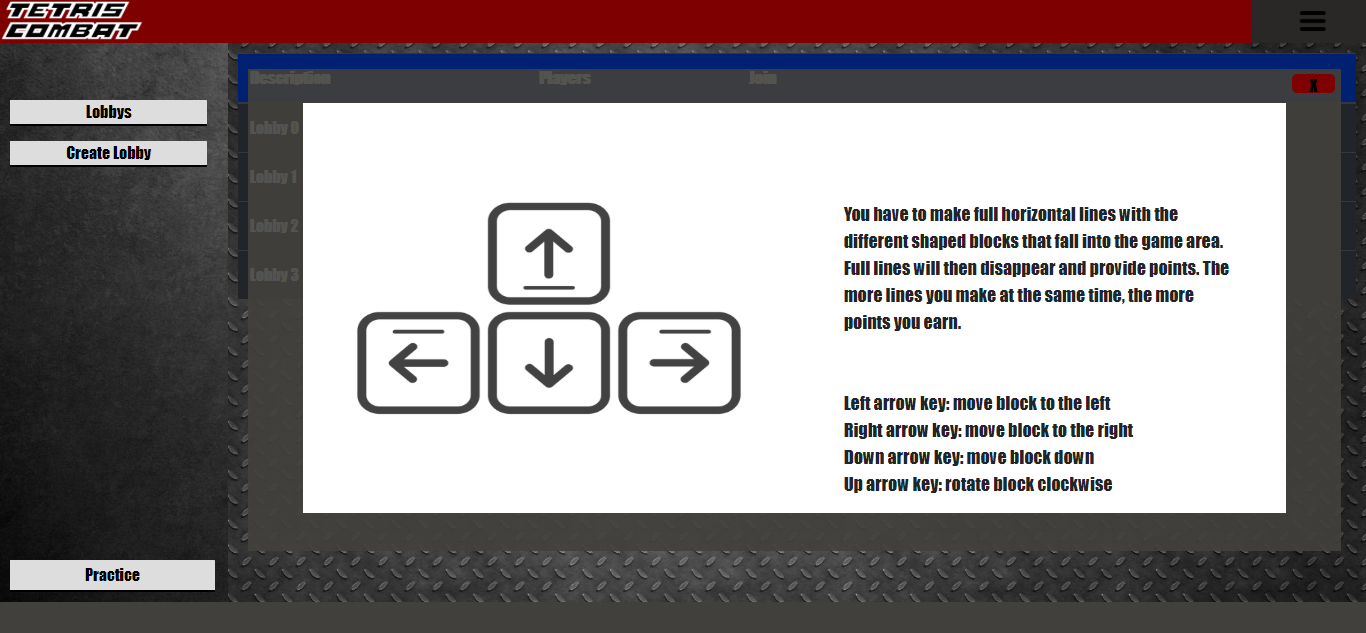 TETRIS
COMBAT
Description Players Join
X
Lobbys
Create Lobby
Lobby 0
Lobby 1
Lobby 2
Lobby 3
You have to make full horizontal lines with the
different shaped blocks that fall into the game area.
Full lines will then disappear and provide points. The
more lines you make at the same time, the more
points you earn.
Left arrow key: move block to the left
Right arrow key: move block to the right
Down arrow key: move block down
Up arrow key: rotate block clockwise
Practice